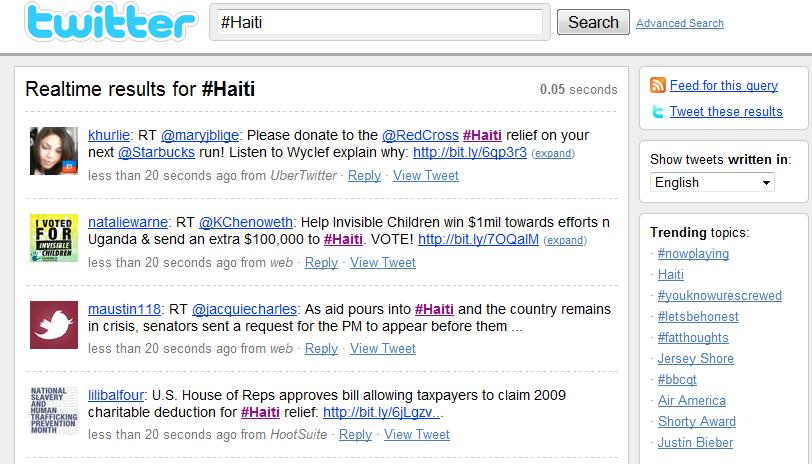 twitter
#Haiti
Search
Advanced Search
Realtime results for #Haiti
0.05 seconds
khurlie: RT @maryjblige: Please donate to the @RedCross #Haiti relief on your
next @Starbucks run! Listen to Wyclef explain why: http://bit.ly/6qp3r3 (expand)
less than 20 seconds ago from UberTwitter · Reply · View Tweet
I VOTED
FOR
INVISIBLE
CHILDREN
nataliewarne: RT @KChenoweth: Help Invisible Children win $1mil towards efforts n
Uganda & send an extra $100,000 to #Haiti. VOTE! http://bit.ly/7OQalM (expand)
less than 20 seconds ago from web · Reply · View Tweet
maustin118: RT @jacquiecharles: As aid pours into #Haiti and the country remains
in crisis, senators sent a request for the PM to appear before them ...
less than 20 seconds ago from web · Reply · View Tweet
NATIONAL
SLAVERY
AND
HUMAN
TRAFFICKING
PREVENTION
MONTH
lilibalfour: U.S. House of Reps approves bill allowing taxpayers to claim 2009
charitable deduction for #Haiti relief: http://bit.ly/6jLgzv...
less than 20 seconds ago from HootSuite · Reply · View Tweet
Feed for this query
Tweet these results
Show tweets written in:
English
Trending topics:
· #nowplaying
· Haiti
· #youknowurescrewed
· #letsbehonest
· #fatthoughts
· Jersey Shore
· #bbcqt
· Air America
· Shorty Award
· Justin Bieber